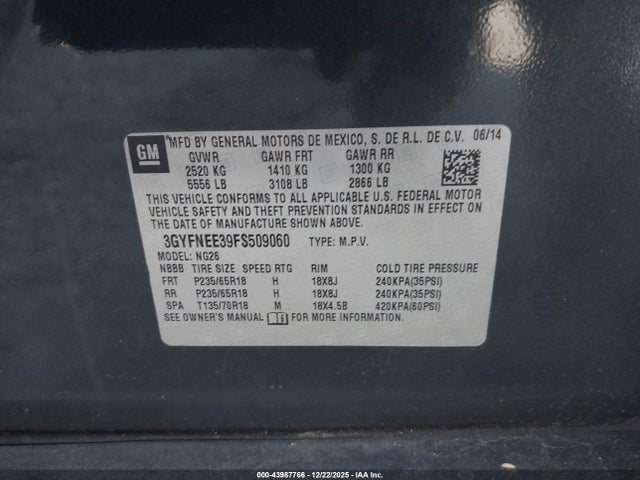 GM
MFD BY GENERAL MOTORS DE MEXICO, S. DE R.L. DE C.V. 06/14
GVWR GAWR FRT GAWR RR
2520 KG 1410 KG 1300 KG
5556 LB 3108 LB 2866 LB
THIS VEHICLE CONFORMS TO ALL APPLICABLE U.S. FEDERAL MOTOR
VEHICLE SAFETY AND THEFT PREVENTION STANDARDS IN EFFECT ON
THE DATE OF MANUFACTURE SHOWN ABOVE.
3GYFNEE39FS509060 TYPE: M.P.V.
MODEL: NG26
NBBB TIRE SIZE SPEED RTG RIM COLD TIRE PRESSURE
FRT P235/65R18 H 18X8J 240KPA(35PSI)
RR P235/65R18 H 18X8J 240KPA(35PSI)
SPA T135/70R18 M 18X4.5B 420KPA(60PSI)
SEE OWNER'S MANUAL FOR MORE INFORMATION.
000-43987766 - 12/22/2025 - IAA Inc.